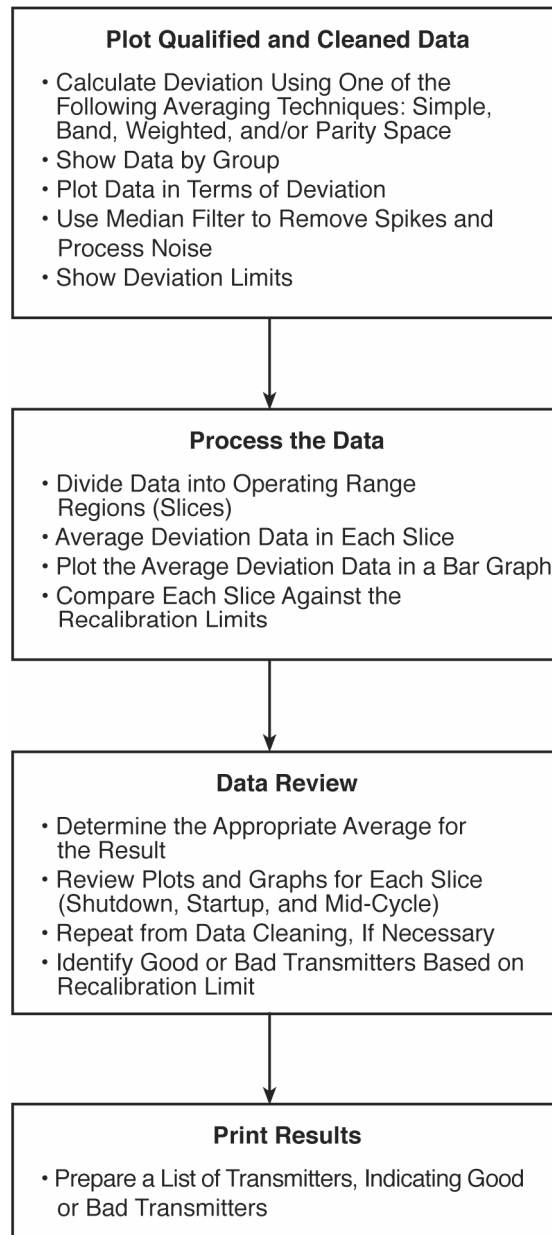 Plot Qualified and Cleaned Data
• Calculate Deviation Using One of the
Following Averaging Techniques: Simple,
Band, Weighted, and/or Parity Space
• Show Data by Group
• Plot Data in Terms of Deviation
• Use Median Filter to Remove Spikes and
Process Noise
• Show Deviation Limits
Process the Data
• Divide Data into Operating Range
Regions (Slices)
• Average Deviation Data in Each Slice
• Plot the Average Deviation Data in a Bar Graph
• Compare Each Slice Against the
Recalibration Limits
Data Review
• Determine the Appropriate Average for
the Result
• Review Plots and Graphs for Each Slice
(Shutdown, Startup, and Mid-Cycle)
• Repeat from Data Cleaning, If Necessary
• Identify Good or Bad Transmitters Based on
Recalibration Limit
Print Results
• Prepare a List of Transmitters, Indicating Good
or Bad Transmitters